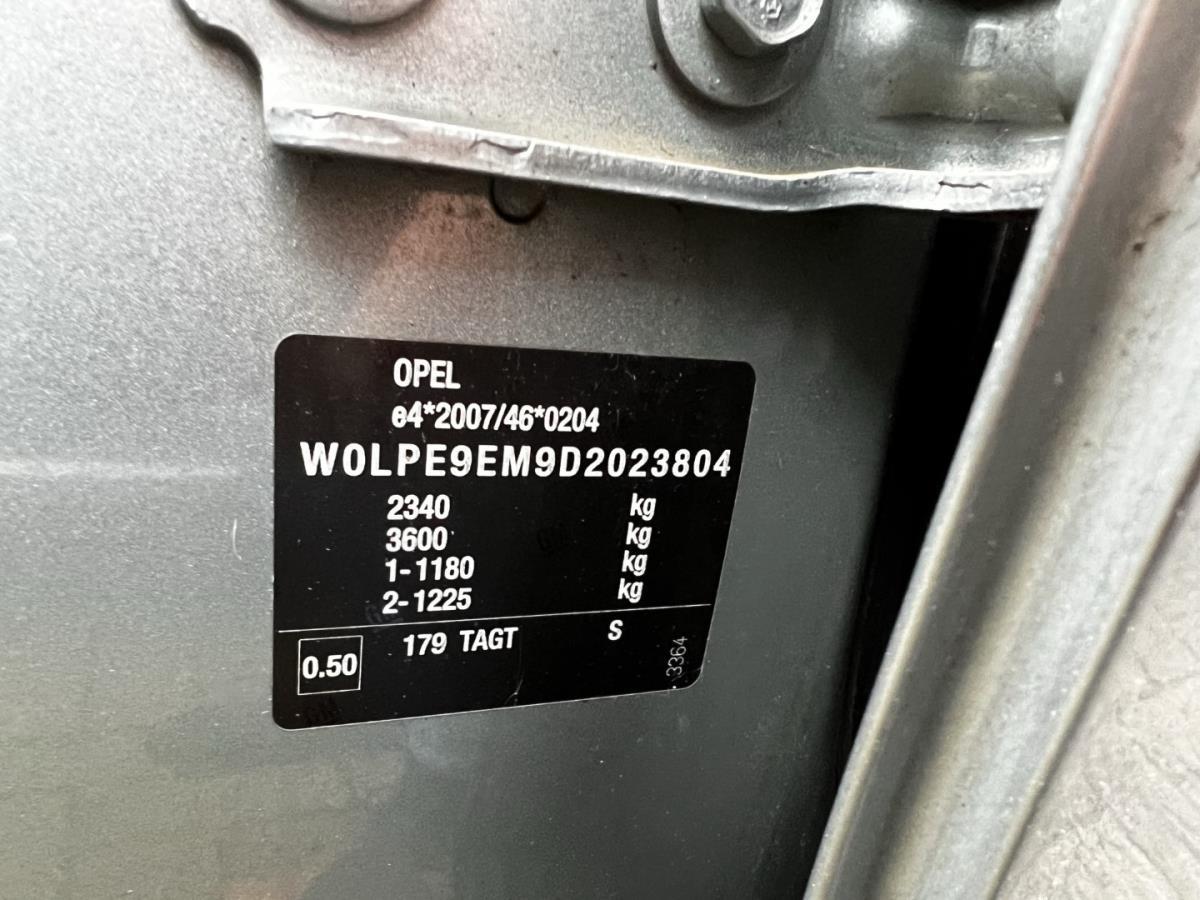 OPEL
e4*2007/46*0204
W0LPE9EM9D2023804
2340 kg
3600 kg
1-1180 kg
2-1225 kg
0.50 179 TAGT S
3364